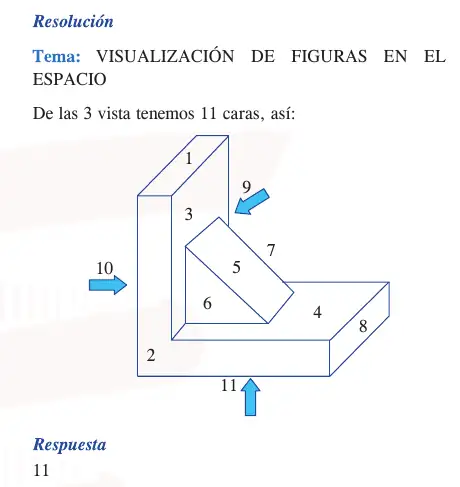 Resolución
Tema: VISUALIZACIÓN DE FIGURAS EN EL
ESPACIO
De las 3 vista tenemos 11 caras, así:
1
9
3
7
10
5
6
4
8
2
11
Respuesta
11